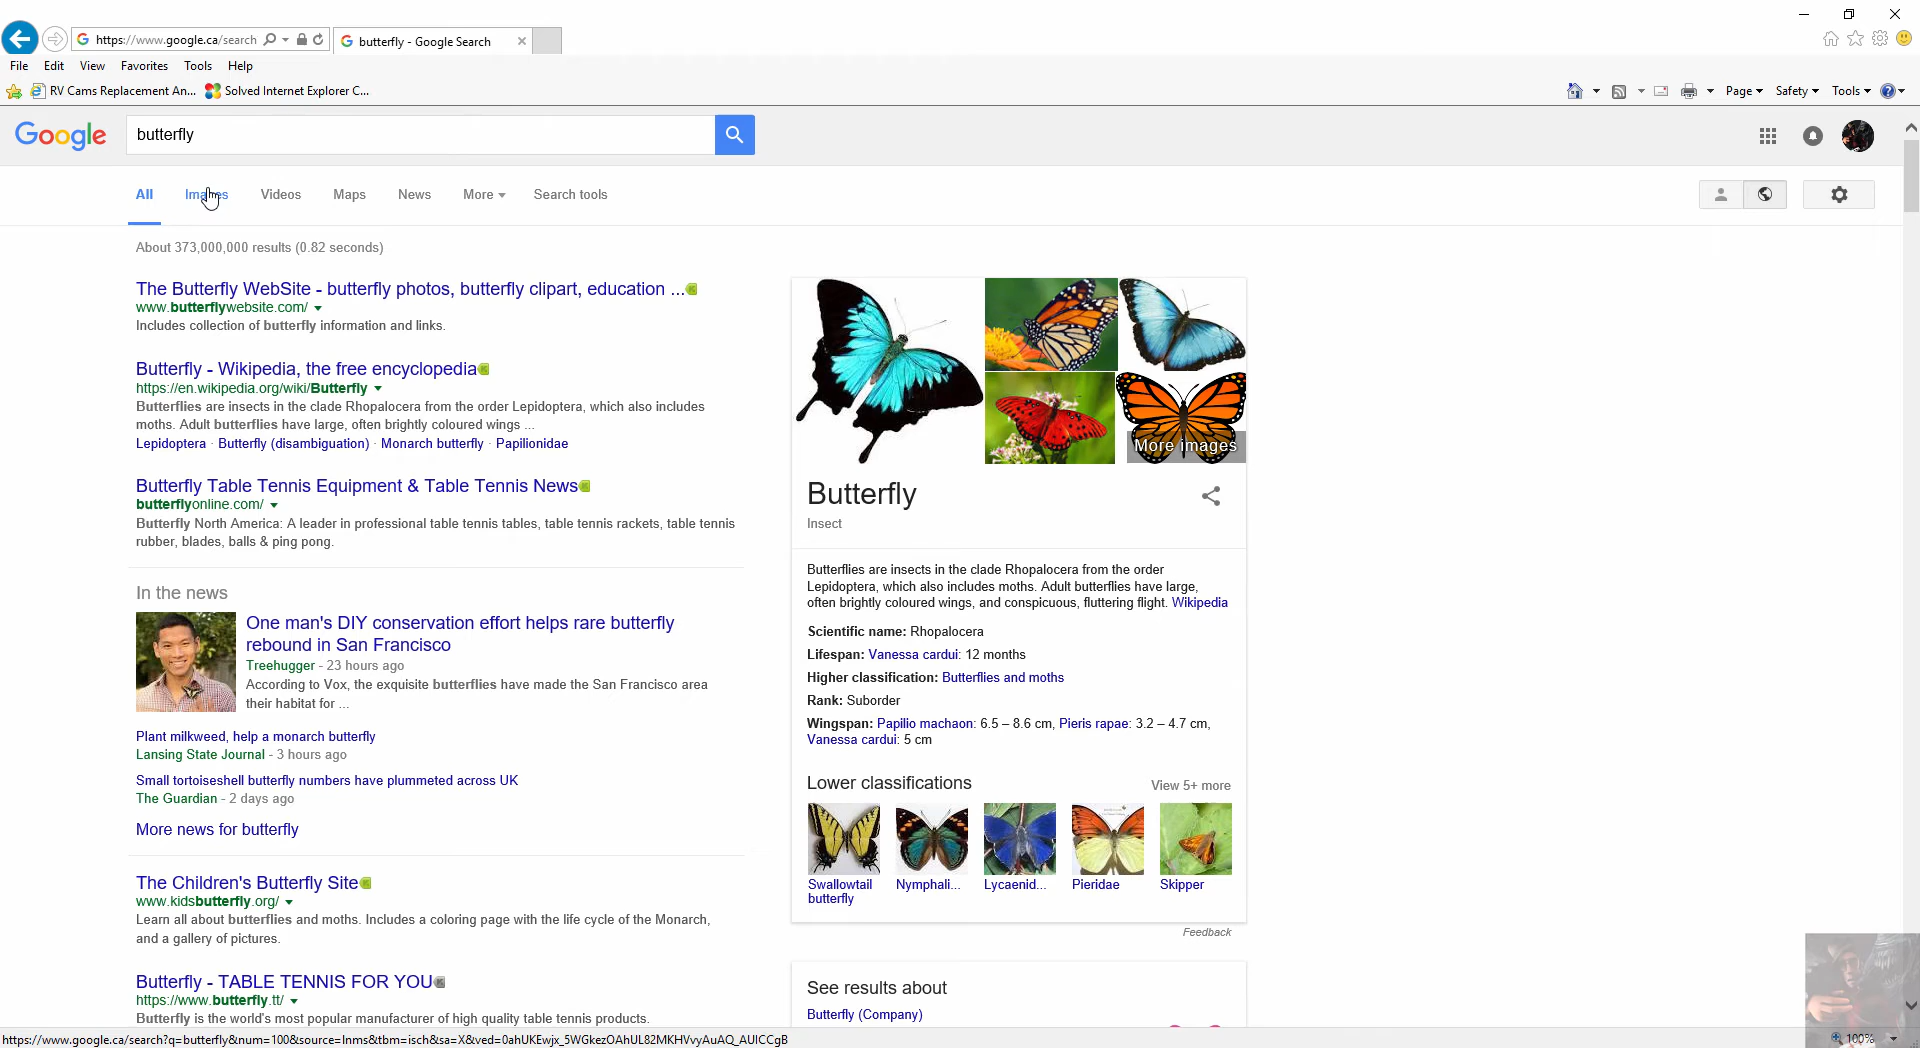 https://www.google.ca/search
butterfly - Google Search
File Edit View Favorites Tools Help
RV Cams Replacement An... Solved Internet Explorer C...
Page Safety Tools
Google butterfly
All Images Videos Maps News More Search tools
About 373,000,000 results (0.82 seconds)
The Butterfly WebSite - butterfly photos, butterfly clipart, education ...
www.butterflywebsite.com/
Includes collection of butterfly information and links.
Butterfly - Wikipedia, the free encyclopedia
https://en.wikipedia.org/wiki/Butterfly
Butterflies are insects in the clade Rhopalocera from the order Lepidoptera, which also includes
moths. Adult butterflies have large, often brightly coloured wings ...
Lepidoptera · Butterfly (disambiguation) · Monarch butterfly · Papilionidae
Butterfly Table Tennis Equipment & Table Tennis News
butterflyonline.com/
Butterfly North America: A leader in professional table tennis tables, table tennis rackets, table tennis
rubber, blades, balls & ping pong.
In the news
One man's DIY conservation effort helps rare butterfly
rebound in San Francisco
Treehugger - 23 hours ago
According to Vox, the exquisite butterflies have made the San Francisco area
their habitat for ...
Plant milkweed, help a monarch butterfly
Lansing State Journal - 3 hours ago
Small tortoiseshell butterfly numbers have plummeted across UK
The Guardian - 2 days ago
More news for butterfly
The Children's Butterfly Site
www.kidsbutterfly.org/
Learn all about butterflies and moths. Includes a coloring page with the life cycle of the Monarch,
and a gallery of pictures.
Butterfly - TABLE TENNIS FOR YOU
https://www.butterfly.tt/
Butterfly is the world's most popular manufacturer of high quality table tennis products.
More images
Butterfly
Insect
Butterflies are insects in the clade Rhopalocera from the order
Lepidoptera, which also includes moths. Adult butterflies have large,
often brightly coloured wings, and conspicuous, fluttering flight. Wikipedia
Scientific name: Rhopalocera
Lifespan: Vanessa cardui: 12 months
Higher classification: Butterflies and moths
Rank: Suborder
Wingspan: Papilio machaon: 6.5 – 8.6 cm, Pieris rapae: 3.2 – 4.7 cm,
Vanessa cardui: 5 cm
Lower classifications View 5+ more
Swallowtail Nymphali... Lycaenid... Pieridae Skipper
butterfly
Feedback
See results about
Butterfly (Company)
https://www.google.ca/search?q=butterfly&num=100&source=lnms&tbm=isch&sa=X&ved=0ahUKEwjx_5WGkezOAhUL82MKHVvyAuAQ_AUICCgB
100%